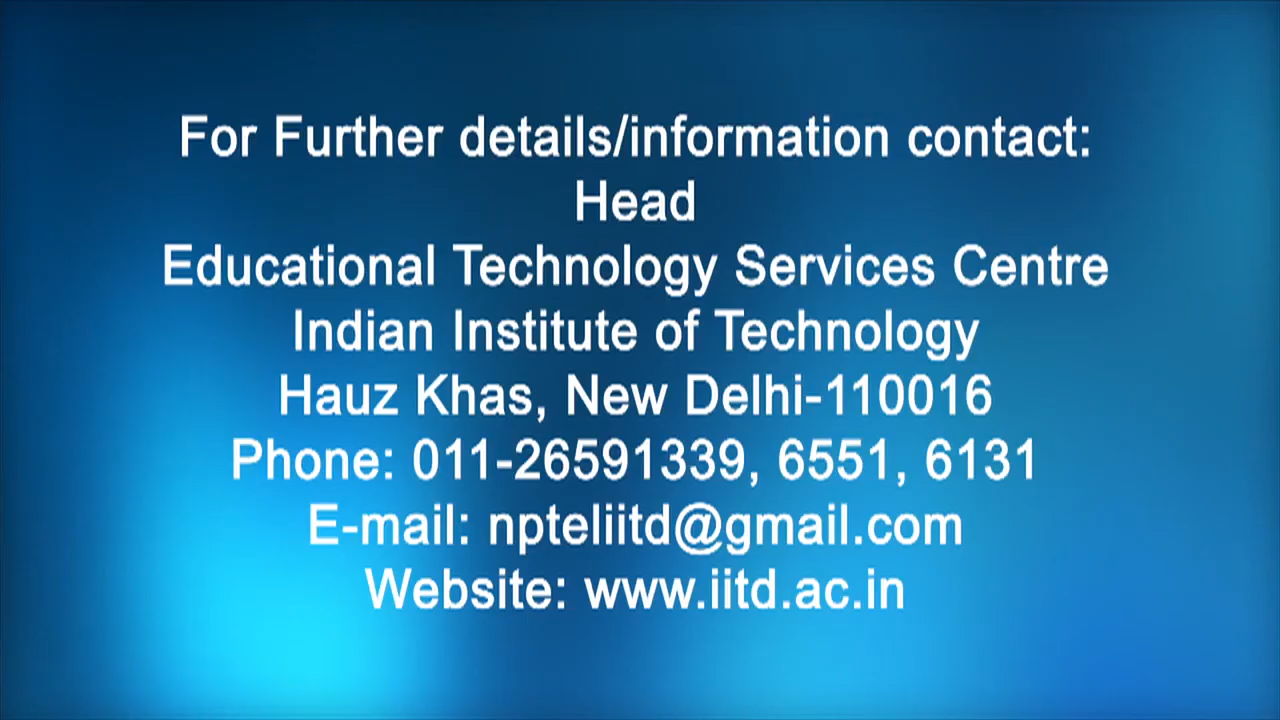 For Further details/information contact:
Head
Educational Technology Services Centre
Indian Institute of Technology
Hauz Khas, New Delhi-110016
Phone: 011-26591339, 6551, 6131
E-mail: npteliitd@gmail.com
Website: www.iitd.ac.in